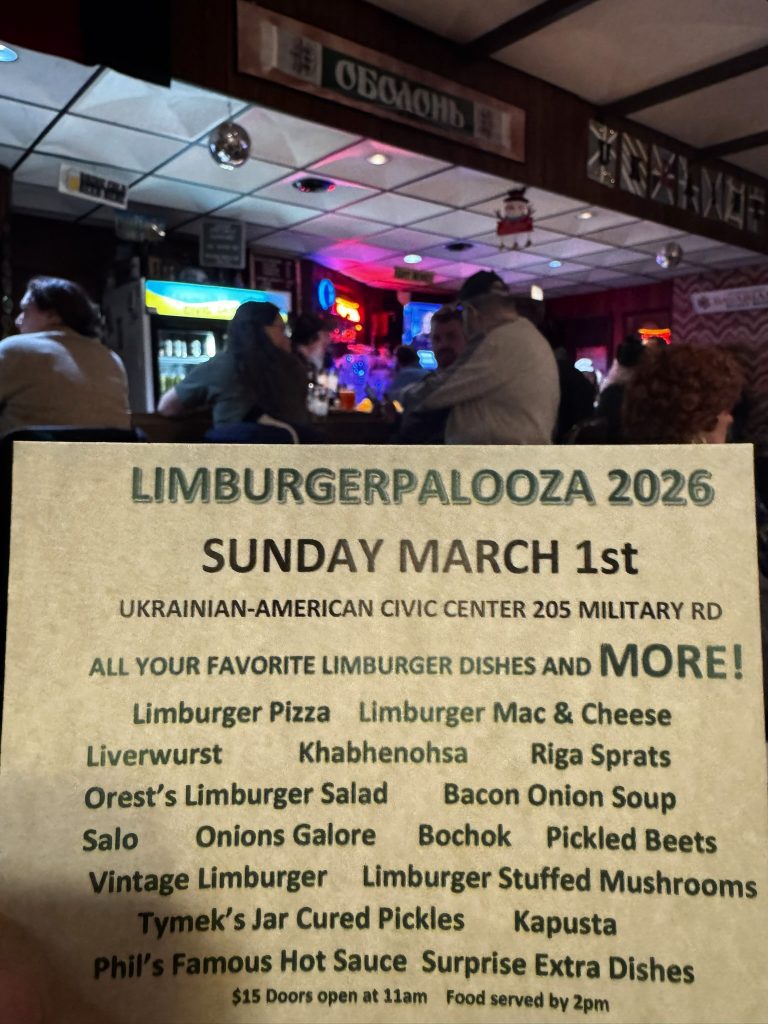 ОБОЛОНЬ
LIMBURGERPALOOZA 2026
SUNDAY MARCH 1st
UKRAINIAN-AMERICAN CIVIC CENTER 205 MILITARY RD
ALL YOUR FAVORITE LIMBURGER DISHES AND MORE!
Limburger Pizza Limburger Mac & Cheese
Liverwurst Khabhenohsa Riga Sprats
Orest's Limburger Salad Bacon Onion Soup
Salo Onions Galore Bochok Pickled Beets
Vintage Limburger Limburger Stuffed Mushrooms
Tymek's Jar Cured Pickles Kapusta
Phil's Famous Hot Sauce Surprise Extra Dishes
$15 Doors open at 11am Food served by 2pm